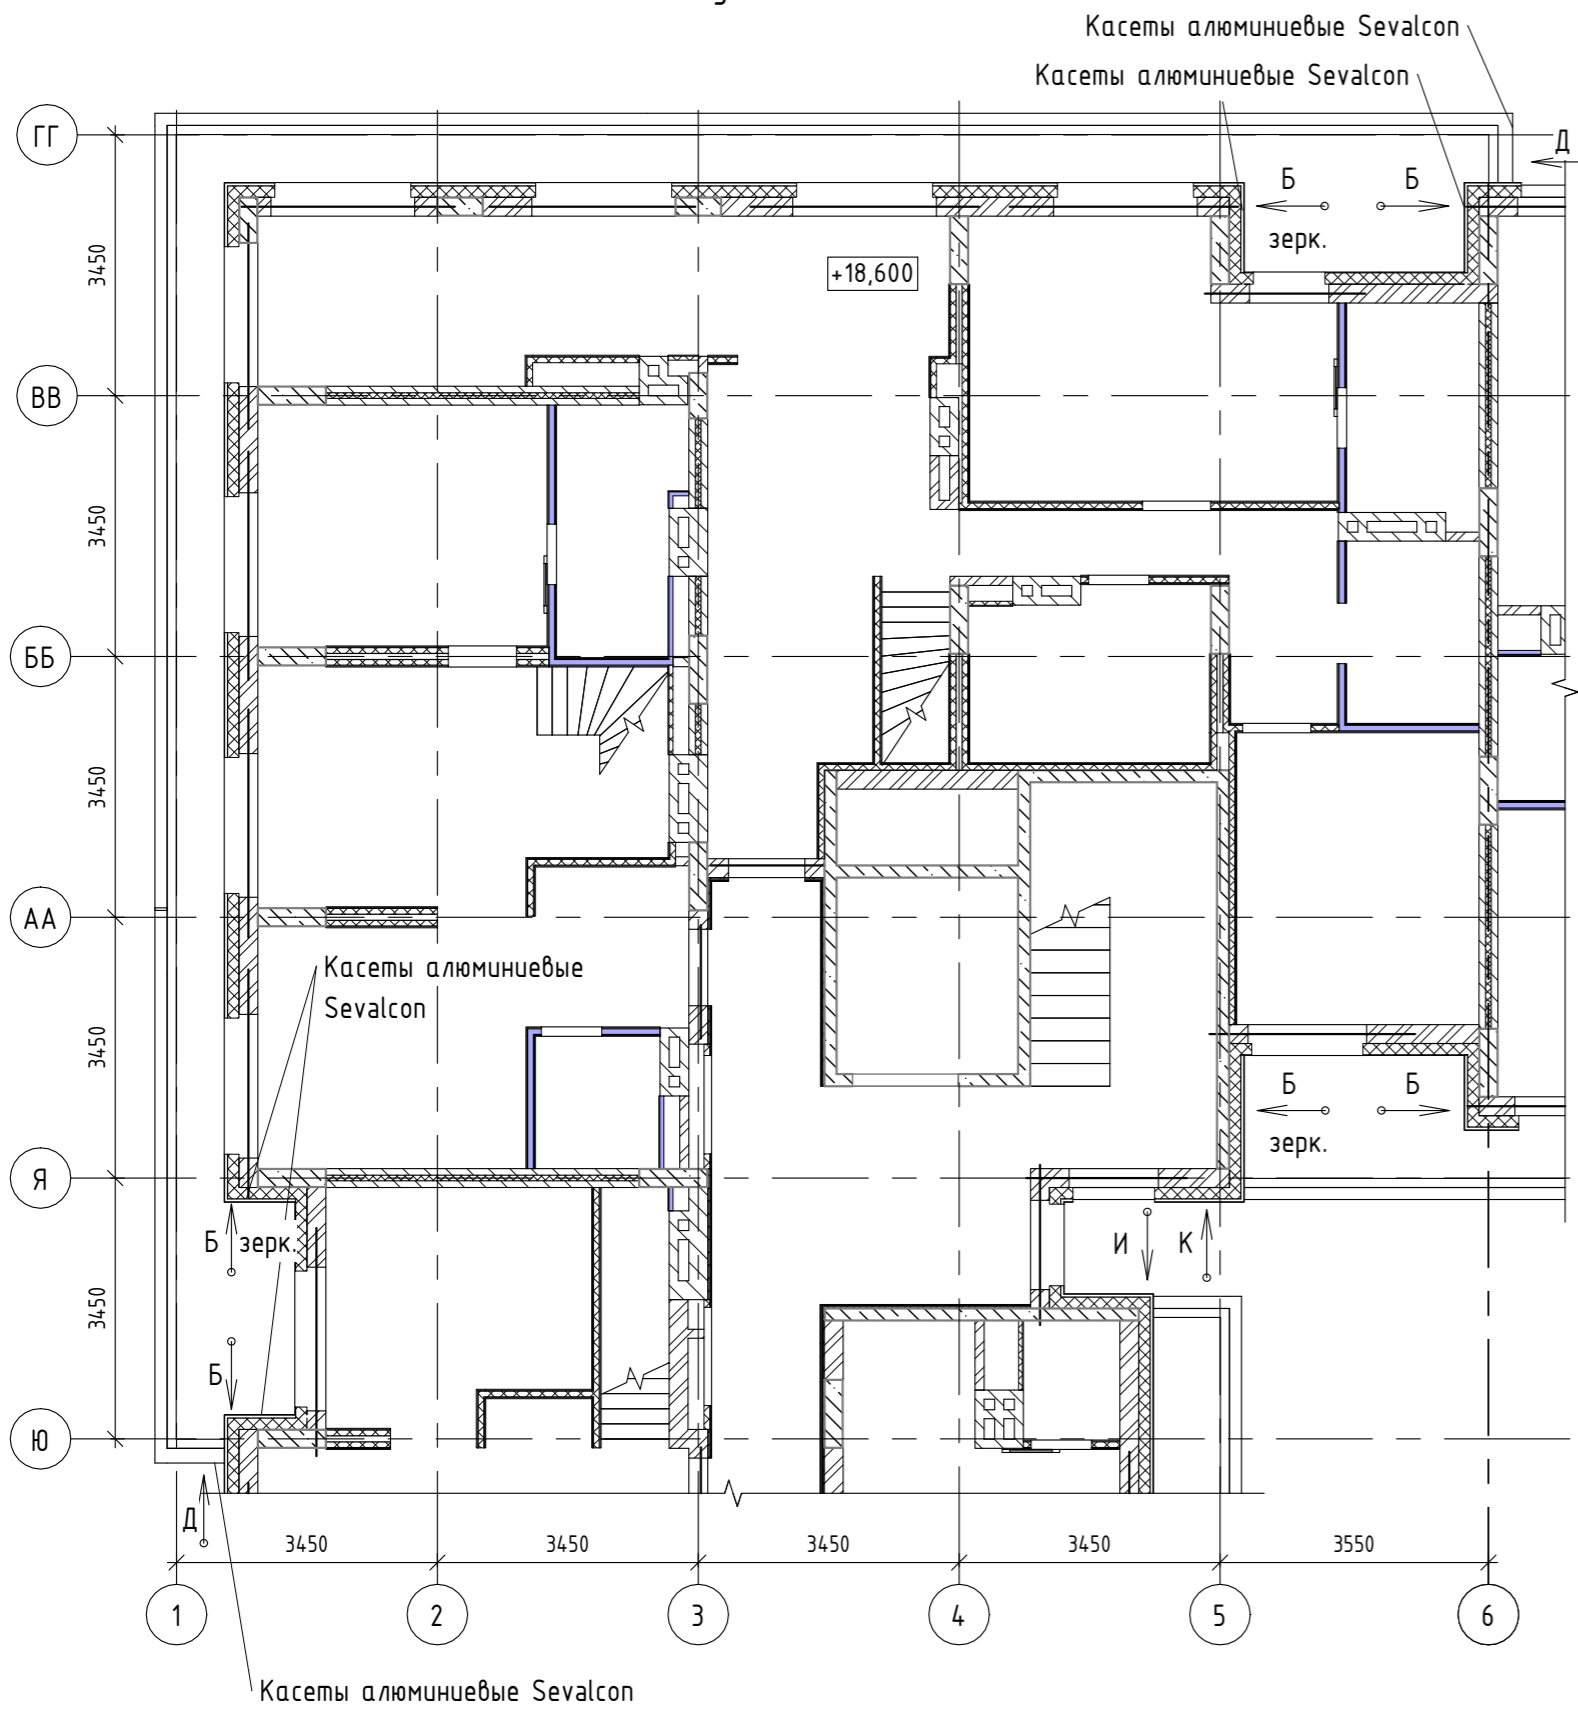 Касеты алюминиевые Sevalcon
Касеты алюминиевые Sevalcon
ГГ
Д
Б
Б
зерк.
3450
+18,600
ВВ
3450
ББ
3450
АА
Касеты алюминиевые
Sevalcon
3450
Б
Б
зерк.
Я
Б
зерк.
И
К
3450
Б
Ю
Д
3450
3450
3450
3450
3550
1
2
3
4
5
6
Касеты алюминиевые Sevalcon